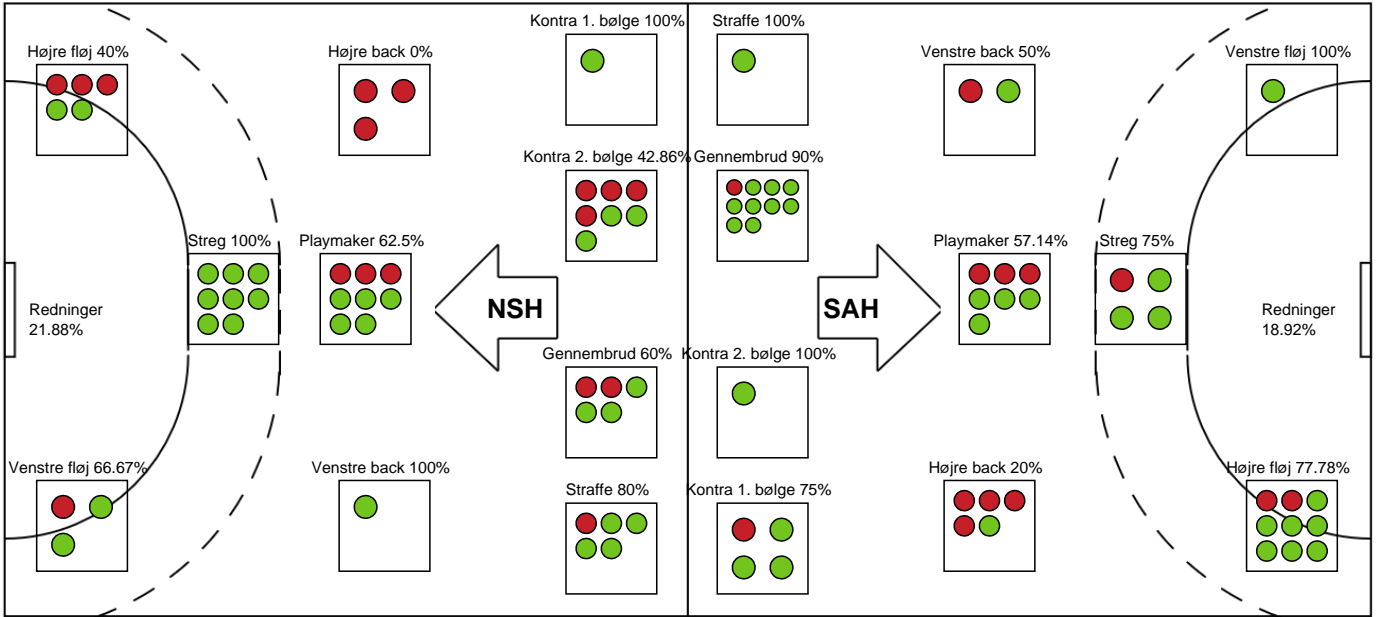 Kontra 1. bølge 100%
Straffe 100%
Højre fløj 40%
Højre back 0%
Venstre back 50%
Venstre fløj 100%
Kontra 2. bølge 42.86%
Gennembrud 90%
Streg 100%
Playmaker 62.5%
Playmaker 57.14%
Streg 75%
NSH
SAH
Redninger
21.88%
Redninger
18.92%
Gennembrud 60%
Kontra 2. bølge 100%
Venstre fløj 66.67%
Venstre back 100%
Højre back 20%
Højre fløj 77.78%
Straffe 80%
Kontra 1. bølge 75%